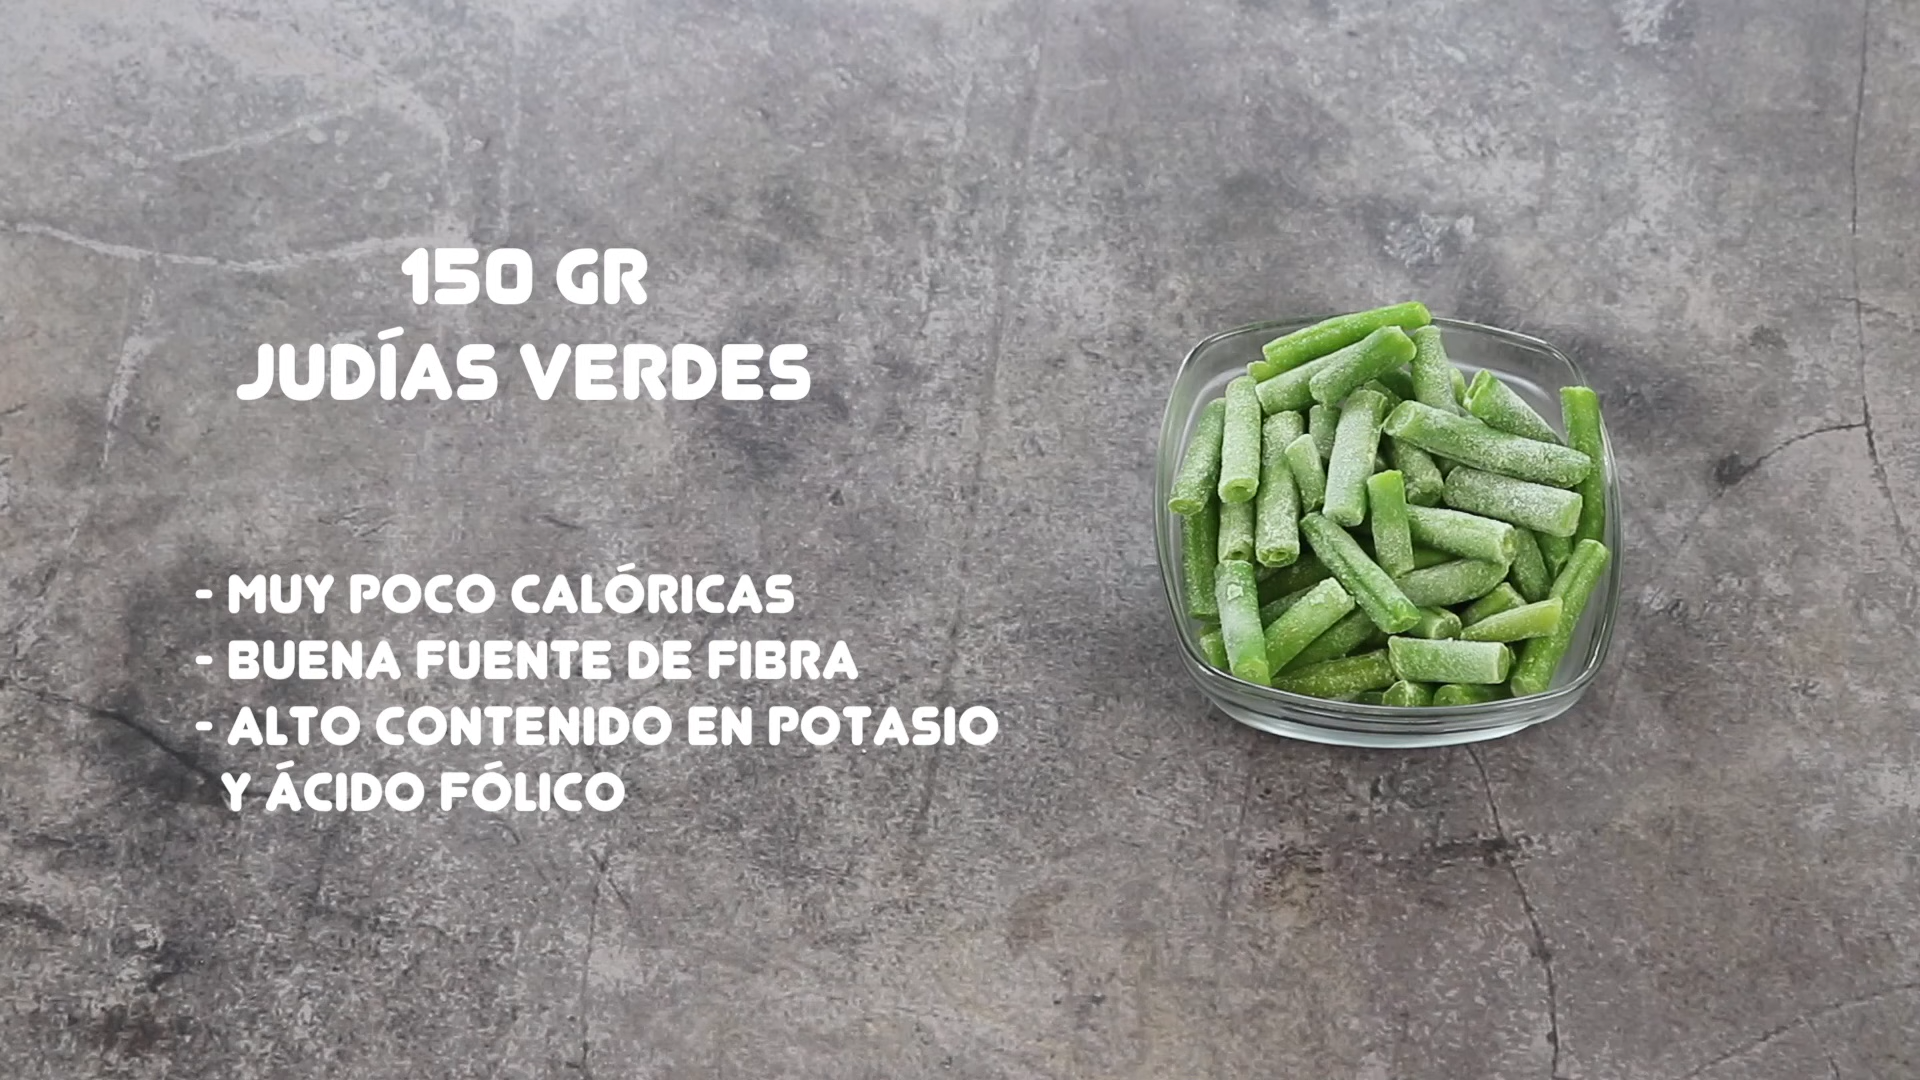 150 GR
JUDÍAS VERDES
- MUY POCO CALÓRICAS
- BUENA FUENTE DE FIBRA
- ALTO CONTENIDO EN POTASIO
Y ÁCIDO FÓLICO